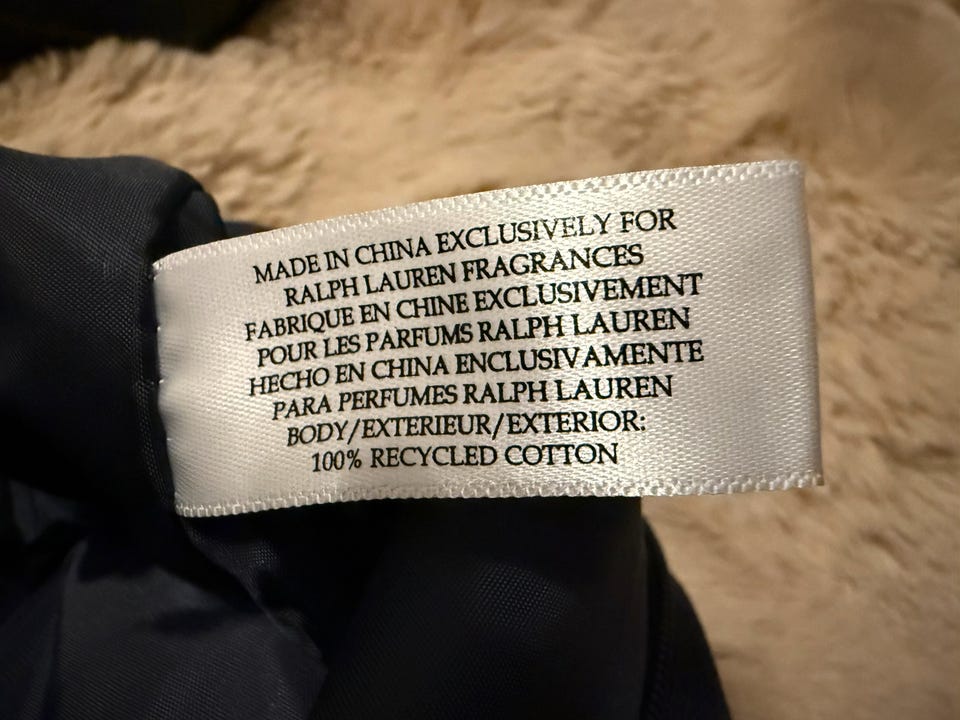 MADE IN CHINA EXCLUSIVELY FOR
RALPH LAUREN FRAGRANCES
FABRIQUE EN CHINE EXCLUSIVEMENT
POUR LES PARFUMS RALPH LAUREN
HECHO EN CHINA ENCLUSIVAMENTE
PARA PERFUMES RALPH LAUREN
BODY/EXTERIEUR/EXTERIOR:
100% RECYCLED COTTON